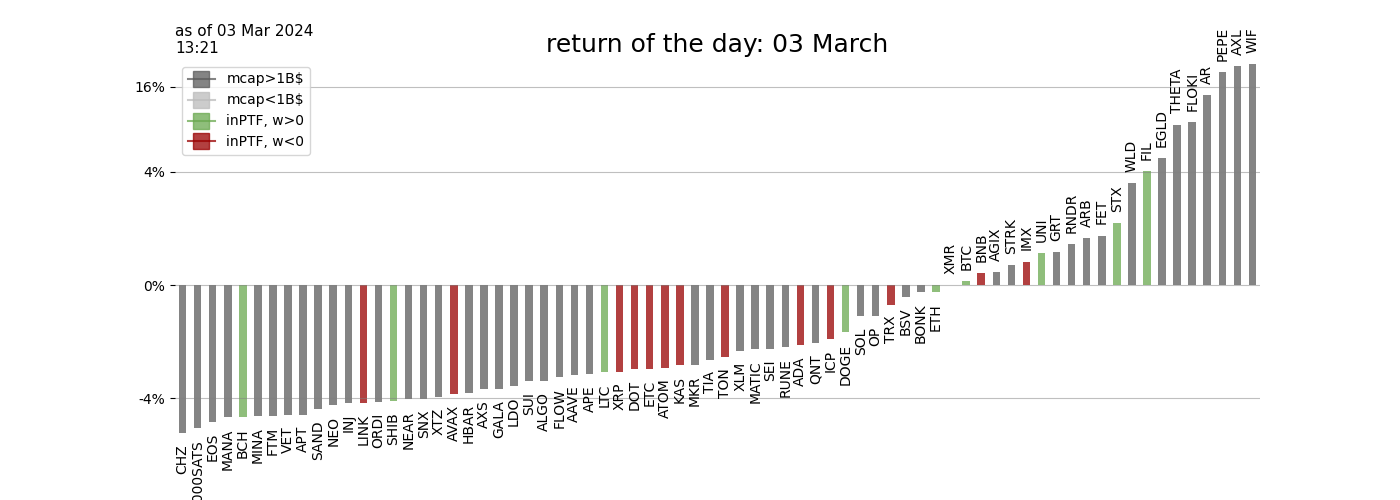 as of 03 Mar 2024
13:21
return of the day: 03 March
mcap>1B$
mcap<1B$
inPTF, w>0
inPTF, w<0
16%
4%
0%
-4%
CHZ
000SATS
EOS
MANA
BCH
MINA
FTM
VET
APT
SAND
NEO
INJ
LINK
ORDI
SHIB
NEAR
SNX
XTZ
AVAX
HBAR
AXS
GALA
LDO
SUI
ALGO
FLOW
AAVE
APE
LTC
XRP
DOT
ETC
ATOM
KAS
MKR
TIA
TON
XLM
MATIC
SEI
RUNE
ADA
QNT
ICP
DOGE
SOL
OP
TRX
BSV
BONK
ETH
XMR
BTC
BNB
AGIX
STRK
IMX
UNI
GRT
RNDR
ARB
FET
STX
WLD
FIL
EGLD
THETA
FLOKI
AR
PEPE
AXL
WIF